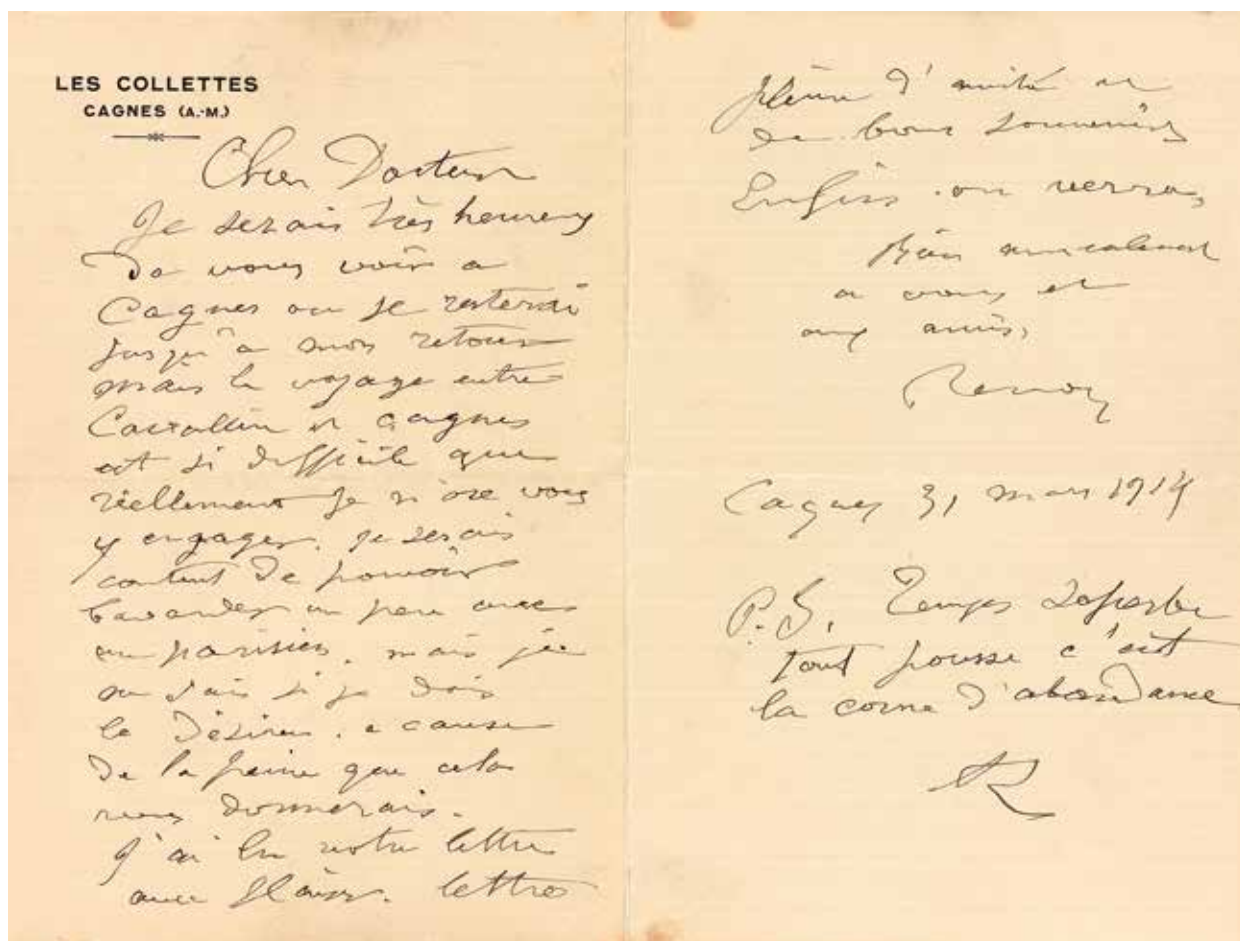 LES COLLETTES
CAGNES (A.-M.)
Cher Docteur
Je serais très heureux
de vous voir a
Cagnes ou je resterai
jusqu'a mon retour
mais le voyage entre
Cavallin et Cagnes
est si difficile que
réellement je n'ose vous
y engager. je serais
content de pouvoir
bavarder un peu avec
un parisien. mais je
ne sais si je dois
le désirer. a cause
de la peine que cela
vous donnerais.
J'ai lu votre lettre
avec plaisir. lettre
pleine d'amitié et
de bons souvenirs
Enfin on verra,
Bien amicalement
a vous et
aux amis,
Renoir
Cagnes 31 mars 1914
P.S. Temps superbe
tout pousse c'est
la corne d'abondance
R